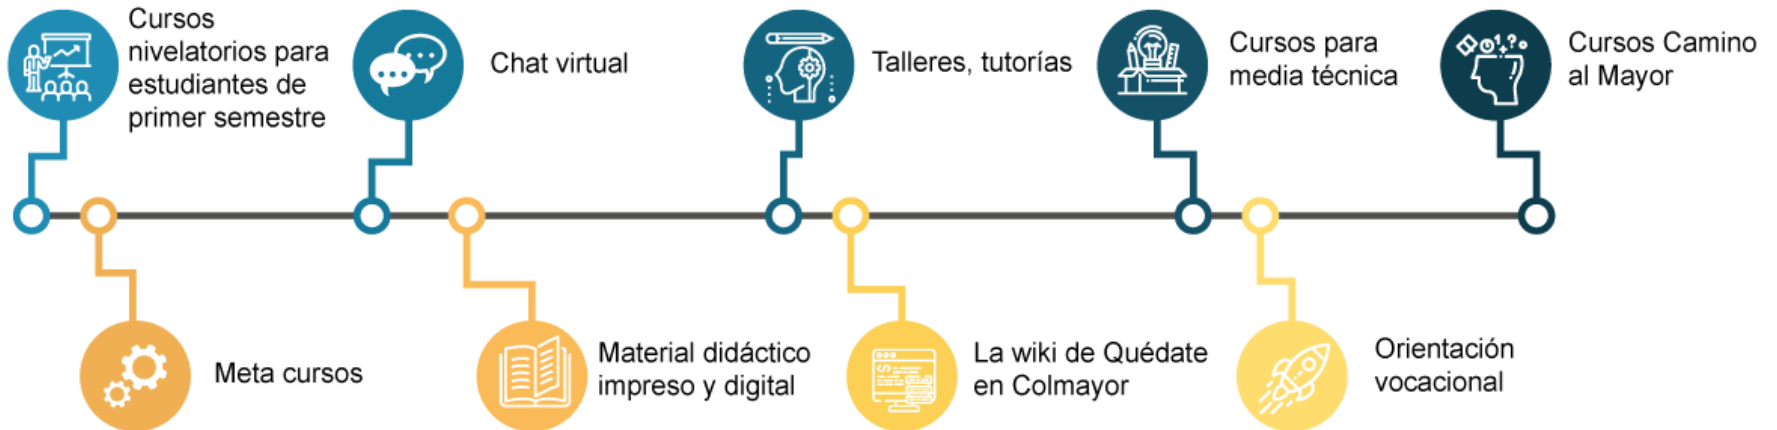 Cursos
nivelatorios para
estudiantes de
primer semestre
Chat virtual
Talleres, tutorías
Cursos para
media técnica
Cursos Camino
al Mayor
Meta cursos
Material didáctico
impreso y digital
La wiki de Quédate
en Colmayor
Orientación
vocacional